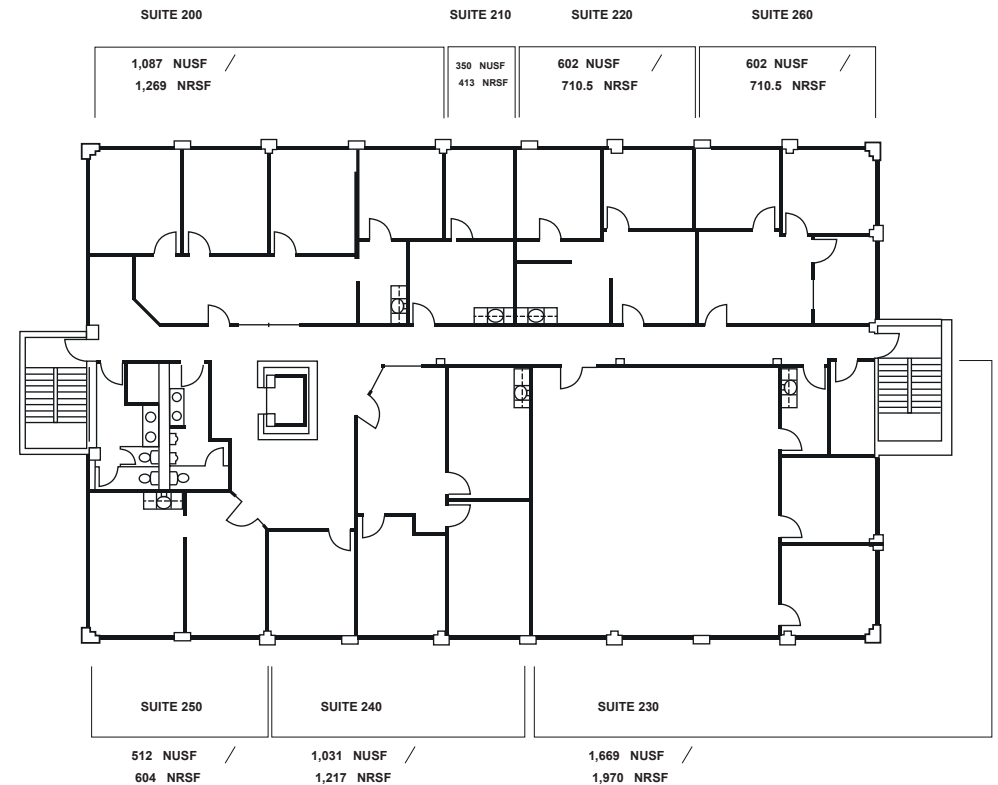 SUITE 200
SUITE 210
SUITE 220
SUITE 260
1,087 NUSF /
1,269 NRSF
350 NUSF
413 NRSF
602 NUSF /
710.5 NRSF
602 NUSF /
710.5 NRSF
SUITE 250
SUITE 240
SUITE 230
512 NUSF /
604 NRSF
1,031 NUSF /
1,217 NRSF
1,669 NUSF /
1,970 NRSF